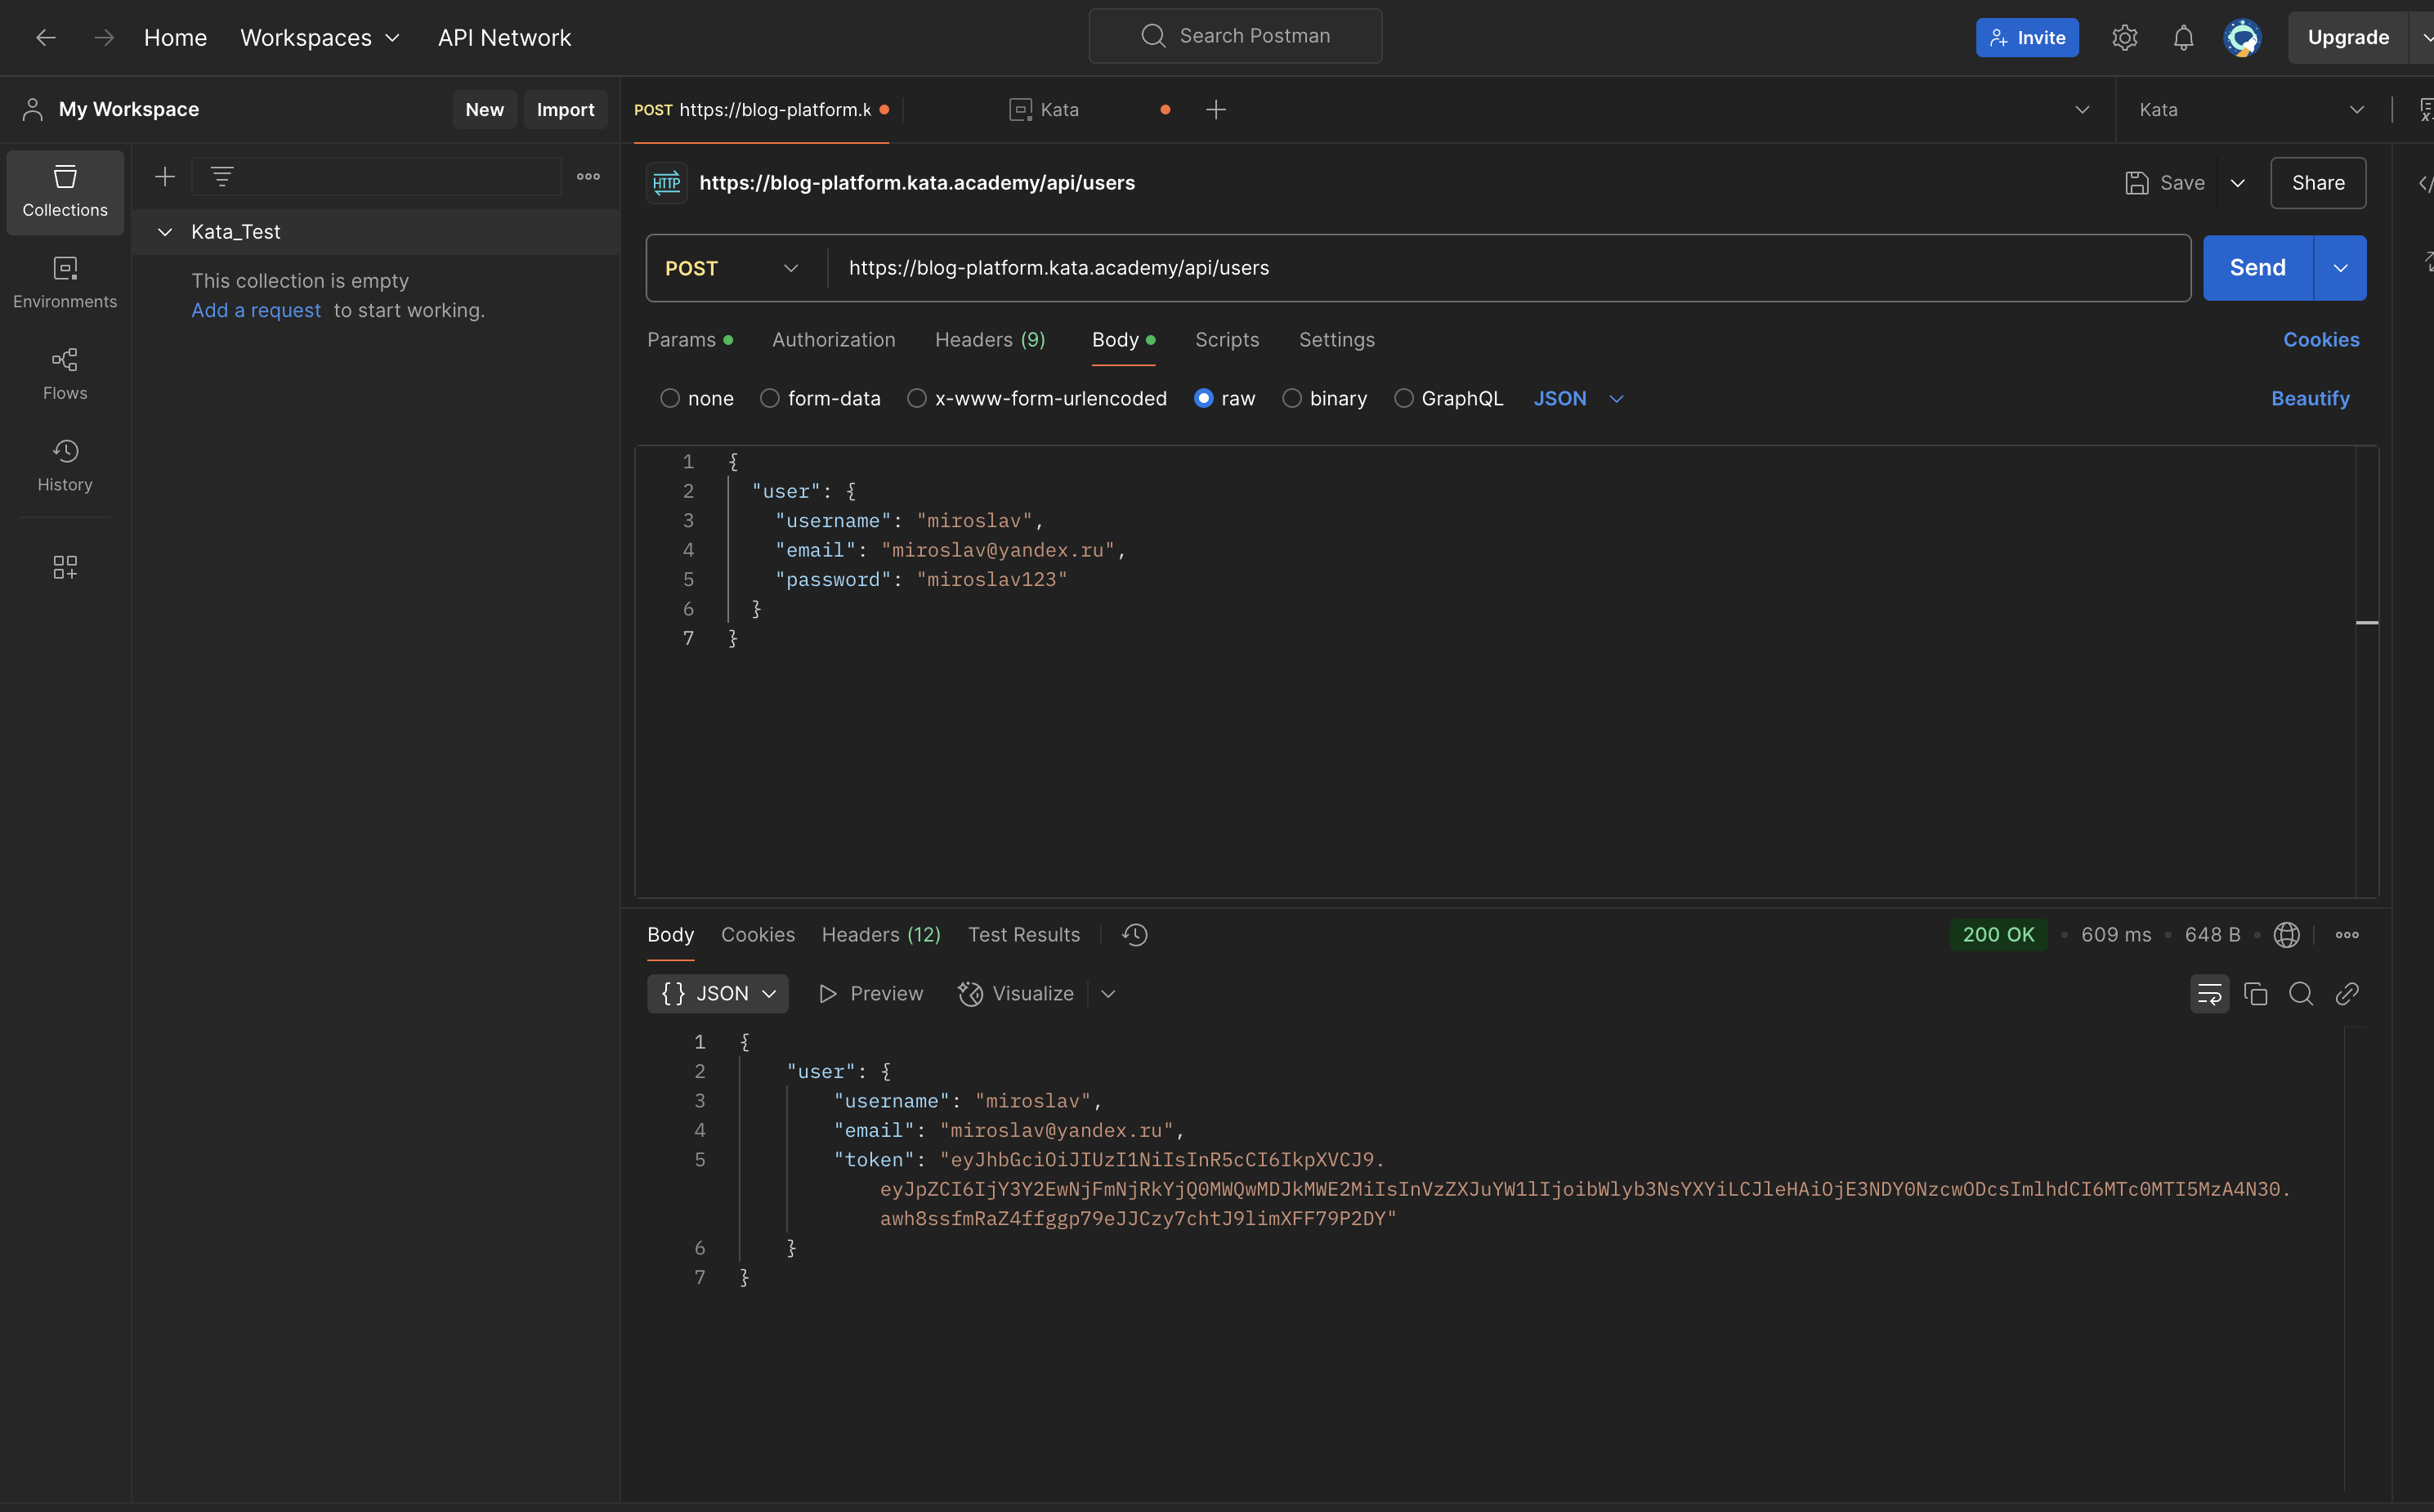 Home Workspaces API Network Search Postman Invite Upgrade
My Workspace New Import POST https://blog-platform.k Kata Kata
Collections
Environments
Flows
History
Kata_Test
This collection is empty
Add a request to start working.
HTTP https://blog-platform.kata.academy/api/users Save Share
POST https://blog-platform.kata.academy/api/users Send
Params Authorization Headers (9) Body Scripts Settings Cookies
none form-data x-www-form-urlencoded raw binary GraphQL JSON Beautify
1 {
2 "user": {
3 "username": "miroslav",
4 "email": "miroslav@yandex.ru",
5 "password": "miroslav123"
6 }
7 }
Body Cookies Headers (12) Test Results 200 OK • 609 ms • 648 B •
{} JSON Preview Visualize
1 {
2 "user": {
3 "username": "miroslav",
4 "email": "miroslav@yandex.ru",
5 "token": "eyJhbGciOiJIUzI1NiIsInR5cCI6IkpXVCJ9.
eyJpZCI6IjY3Y2EwNjFmNjRkYjQ0MWQwMDJkMWE2MiIsInVzZXJuYW1lIjoibWlyb3NsYXYiLCJleHAiOjE3NDY0NzcwODcsImlhdCI6MTc0MTI5MzA4N30.
awh8ssfmRaZ4ffggp79eJJCzy7chtJ9limXFF79P2DY"
6 }
7 }